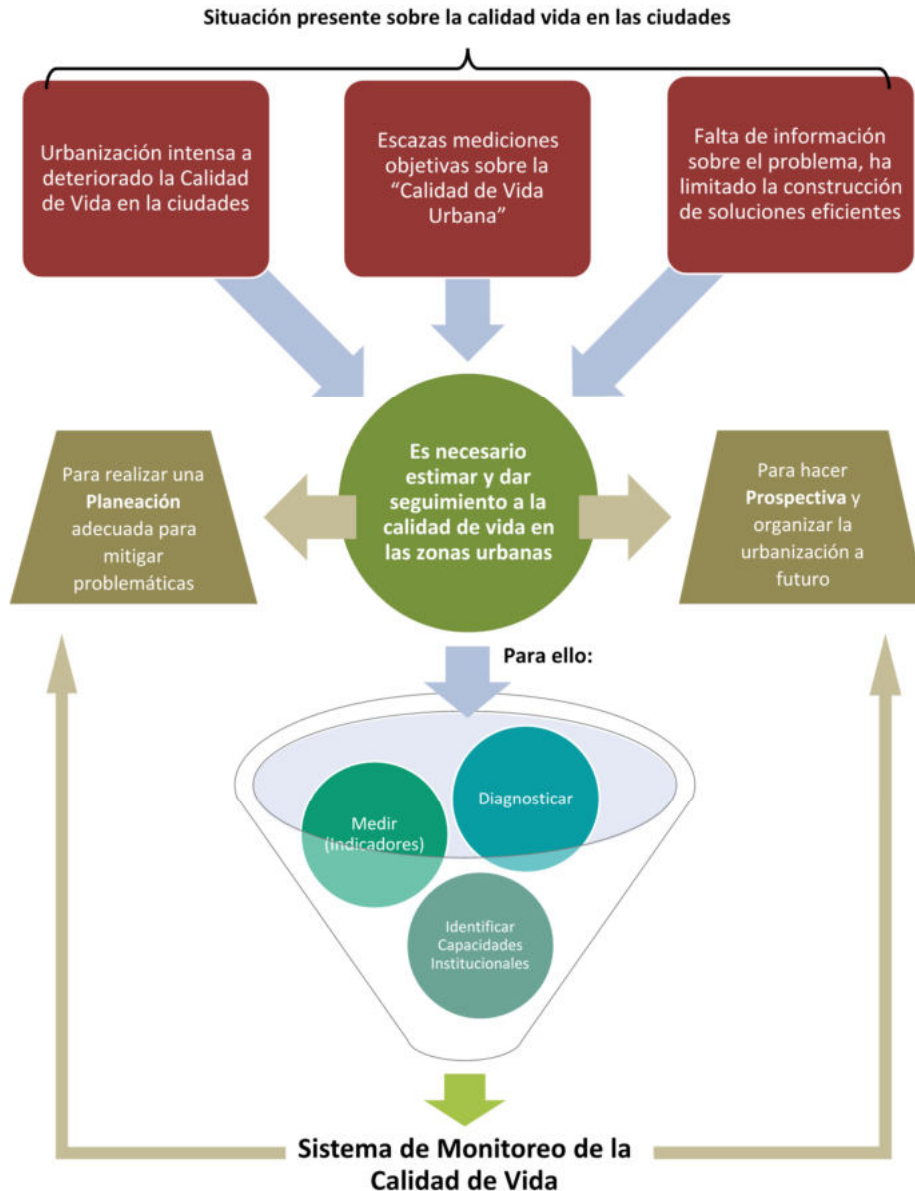 Situación presente sobre la calidad vida en las ciudades
Urbanización intensa a
deteriorado la Calidad
de Vida en la ciudades
Escazas mediciones
objetivas sobre la
“Calidad de Vida
Urbana”
Falta de información
sobre el problema, ha
limitado la construcción
de soluciones eficientes
Es necesario
estimar y dar
seguimiento a la
calidad de vida en
las zonas urbanas
Para realizar una
Planeación
adecuada para
mitigar
problemáticas
Para hacer
Prospectiva y
organizar la
urbanización a
futuro
Para ello:
Diagnosticar
Medir
(Indicadores)
Identificar
Capacidades
Institucionales
Sistema de Monitoreo de la
Calidad de Vida